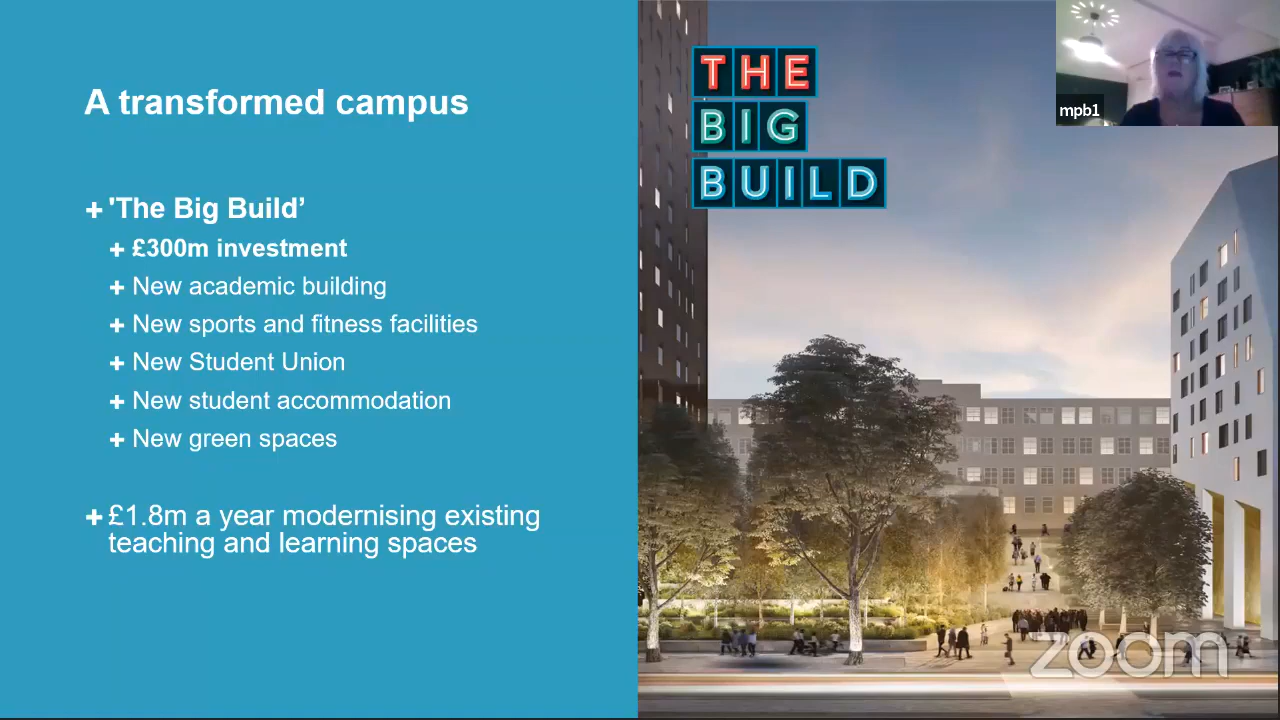 A transformed campus
'The Big Build’
£300m investment
New academic building
New sports and fitness facilities
New Student Union
New student accommodation
New green spaces
£1.8m a year modernising existing
teaching and learning spaces
THE
BIG
BUILD
mpb1
zoom